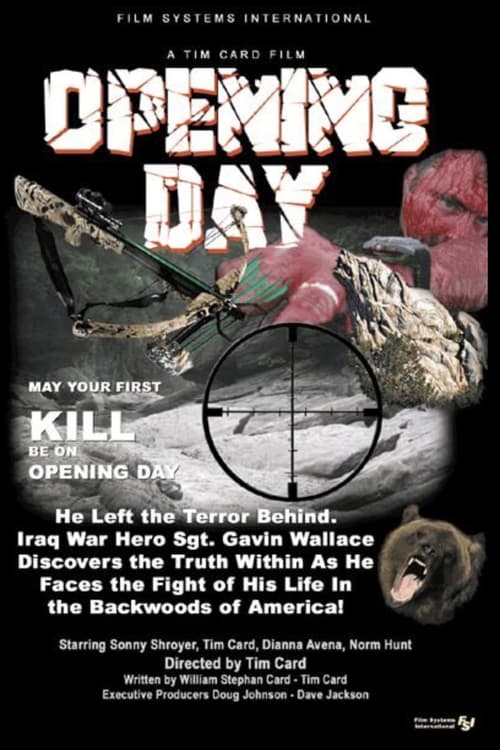 FILM SYSTEMS INTERNATIONAL
A TIM CARD FILM
OPENING
DAY
MAY YOUR FIRST
KILL
BE ON
OPENING DAY
He Left the Terror Behind.
Iraq War Hero Sgt. Gavin Wallace
Discovers the Truth Within As He
Faces the Fight of His Life In
the Backwoods of America!
Starring Sonny Shroyer, Tim Card, Dianna Avena, Norm Hunt
Directed by Tim Card
Written by William Stephan Card - Tim Card
Executive Producers Doug Johnson - Dave Jackson
Film Systems
International
FSI